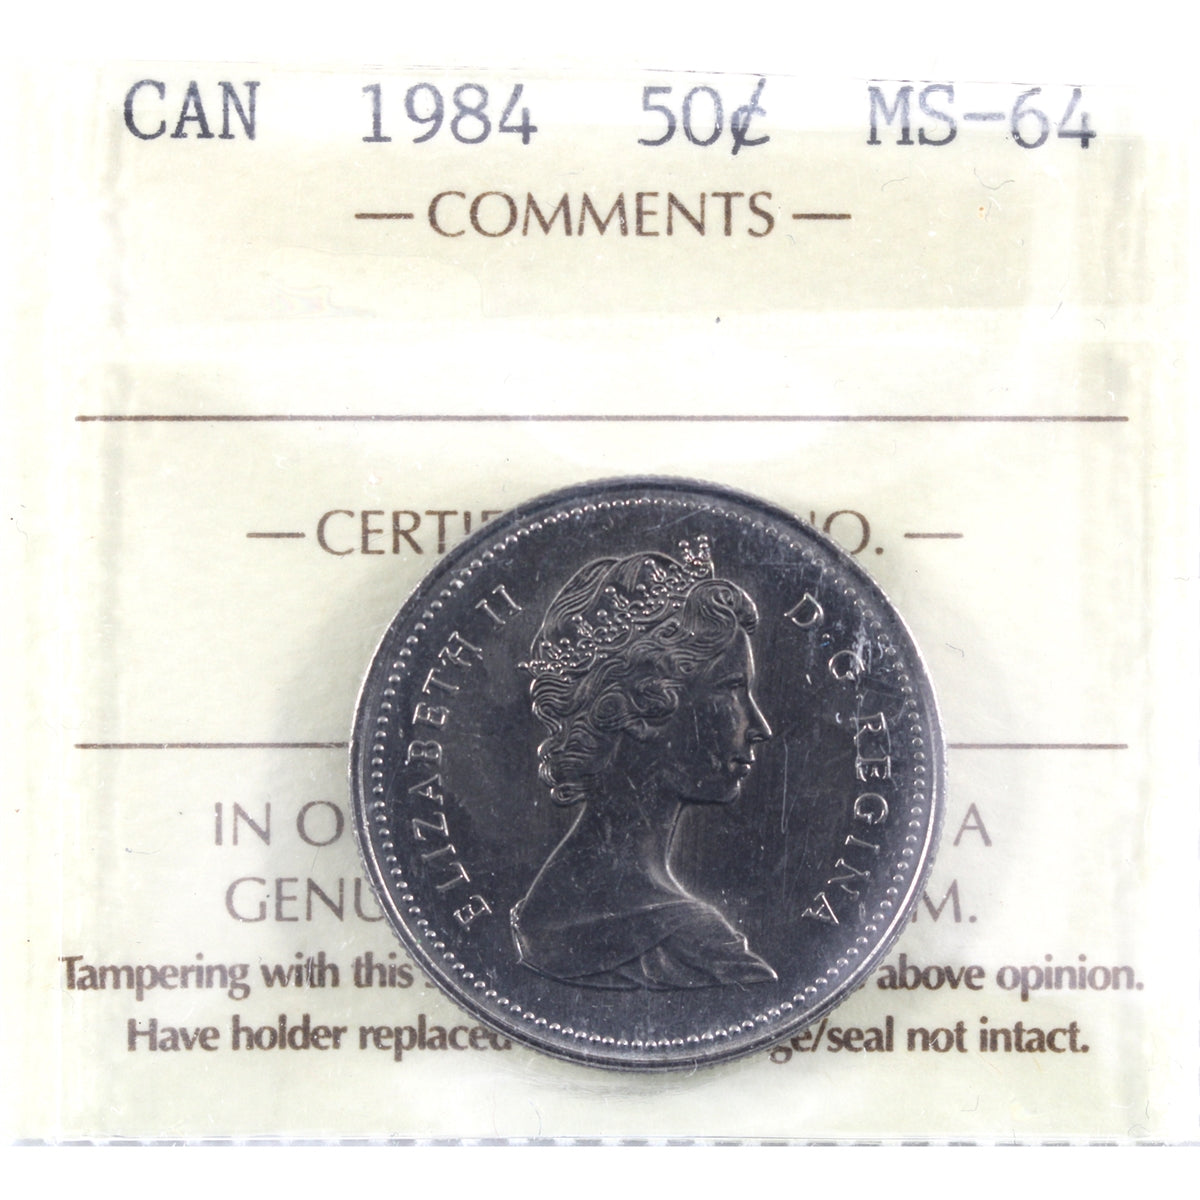 CAN 1984 50¢ MS-64
— COMMENTS —
— CERTI O. —
ELIZABETH II D·G·REGINA
IN O A
GENU M.
Tampering with this above opinion.
Have holder replaced ge/seal not intact.